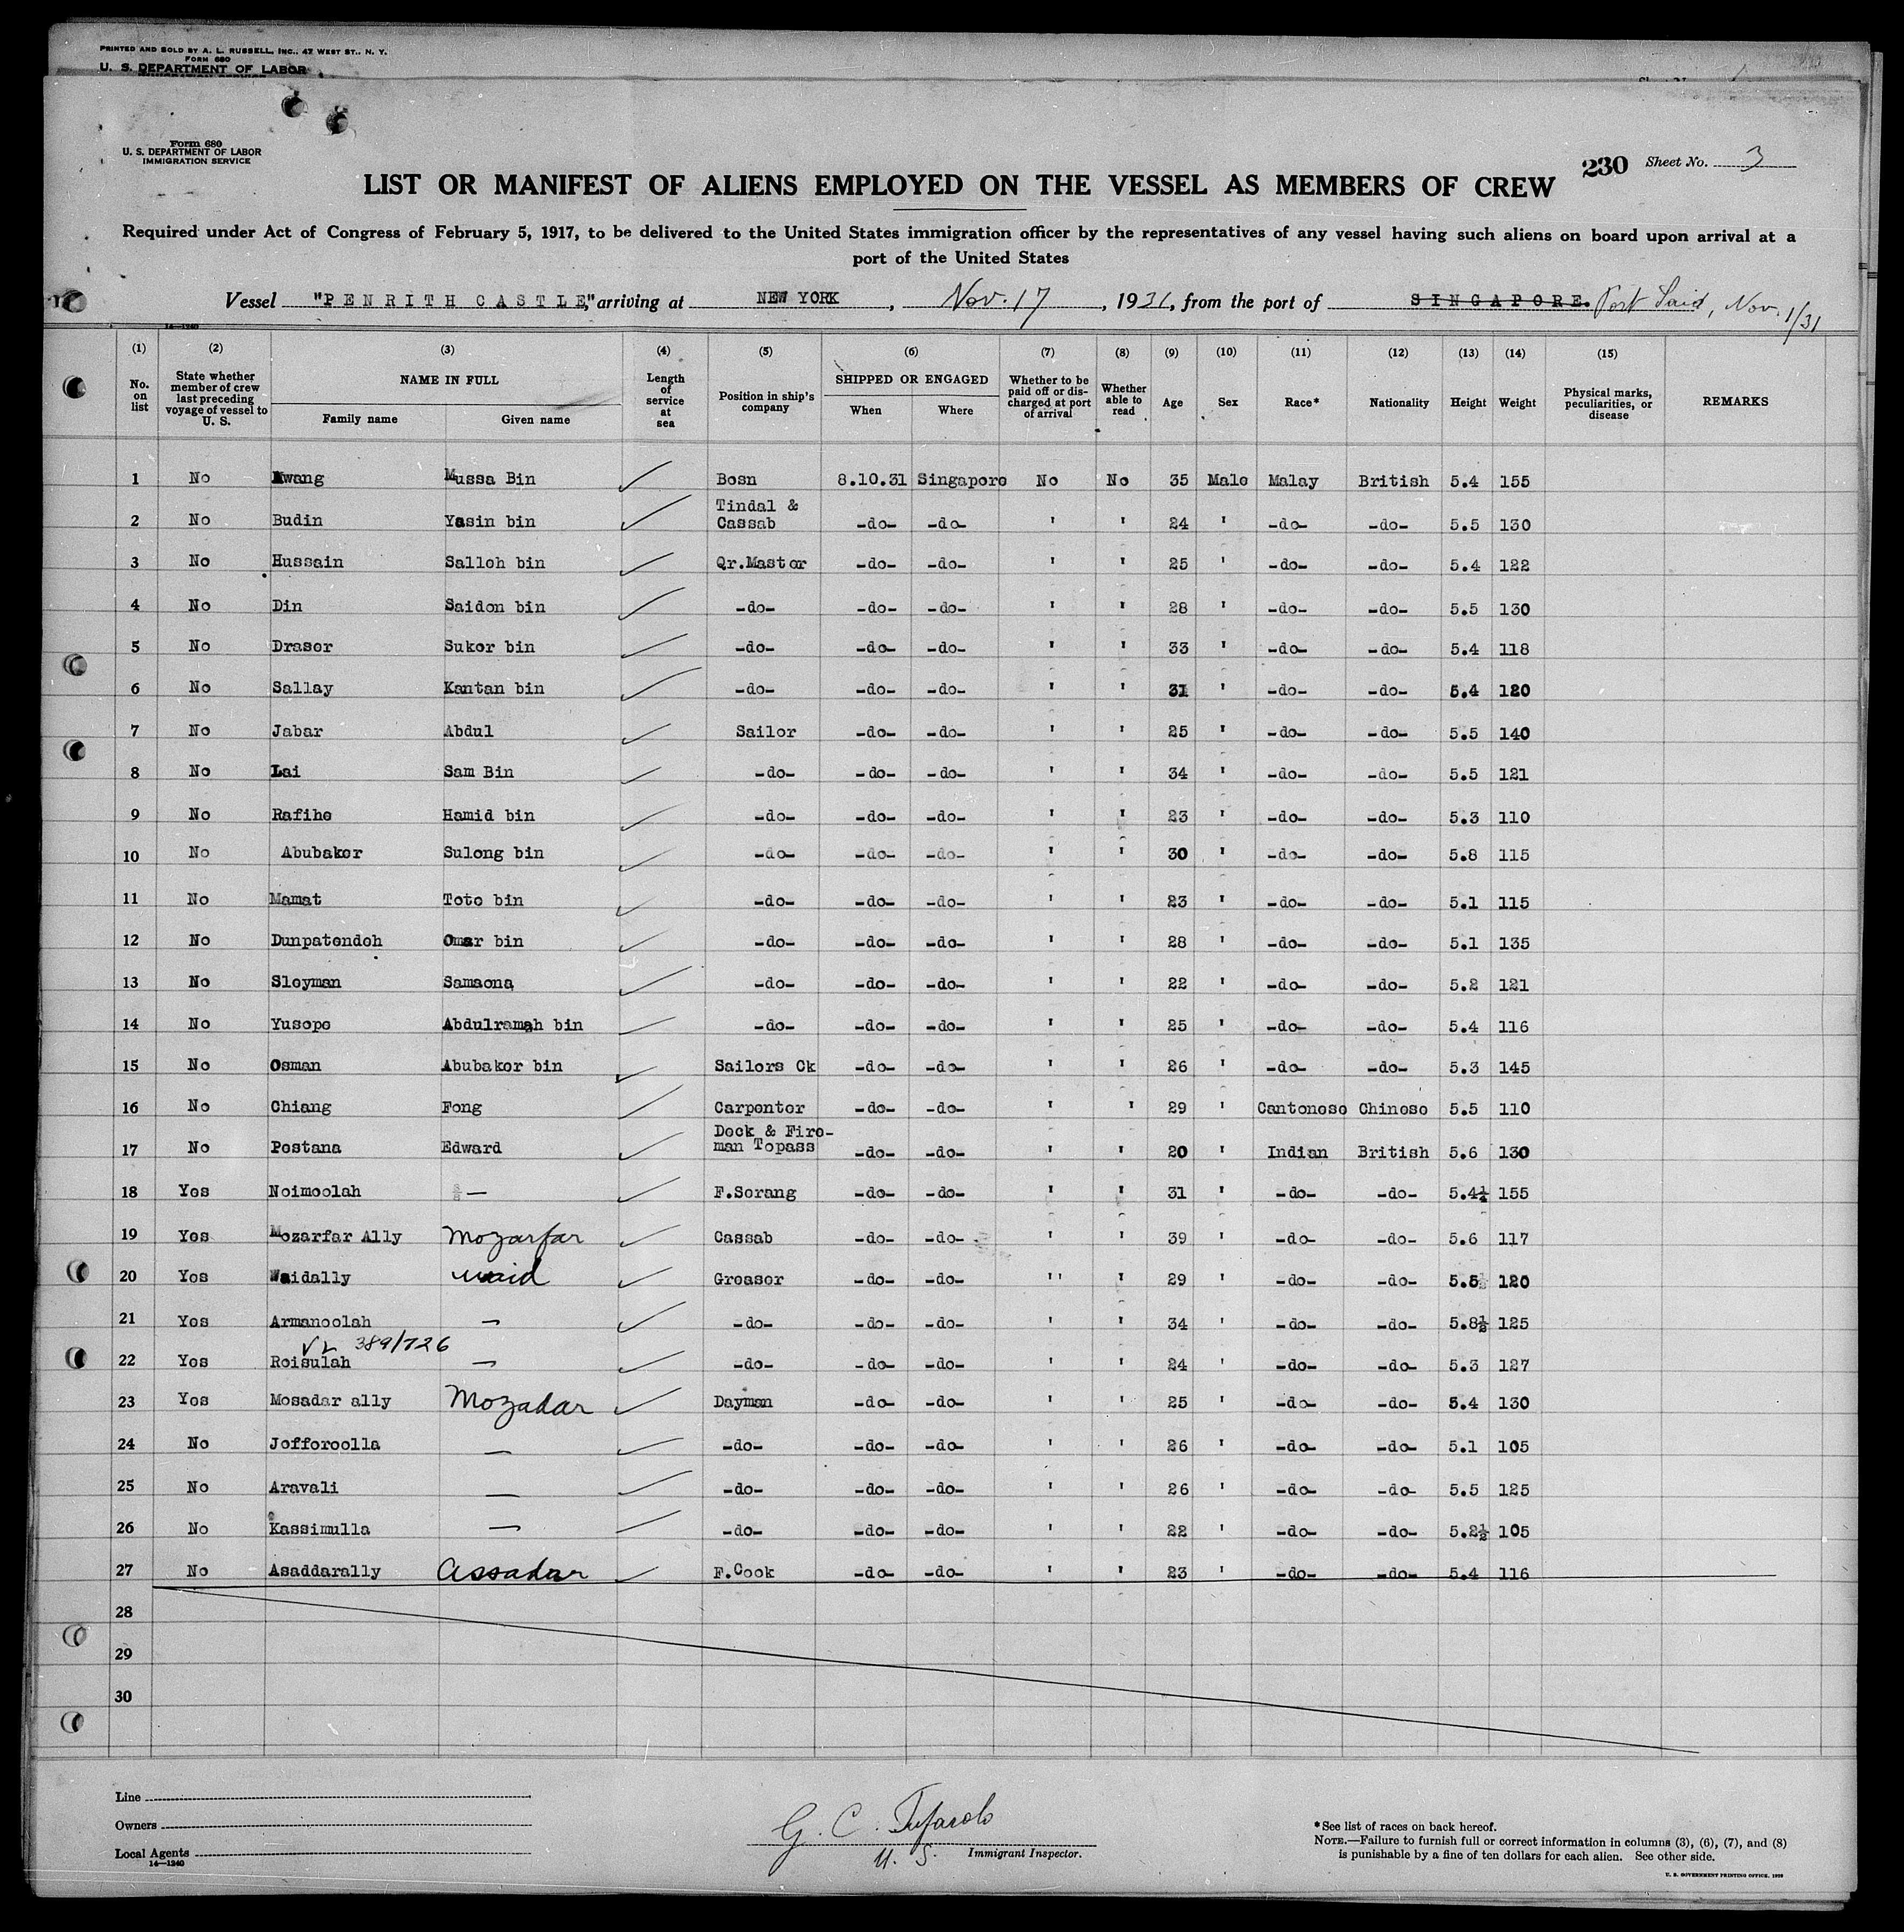 PRINTED AND SOLD BY A. L. RUSSELL, INC., 47 WEST ST., N. Y.
FORM 680
U. S. DEPARTMENT OF LABOR
Form 680
U. S. DEPARTMENT OF LABOR
IMMIGRATION SERVICE
230 Sheet No. 3
LIST OR MANIFEST OF ALIENS EMPLOYED ON THE VESSEL AS MEMBERS OF CREW
Required under Act of Congress of February 5, 1917, to be delivered to the United States immigration officer by the representatives of any vessel having such aliens on board upon arrival at a
port of the United States
Vessel "PENRITH CASTLE," arriving at NEW YORK, Nov. 17, 1931, from the port of SINGAPORE. Port Said, Nov. 1/31
14—1240
(1) (2) (3) (4) (5) (6) (7) (8) (9) (10) (11) (12) (13) (14) (15)
No. on list State whether member of crew last preceding voyage of vessel to U. S. NAME IN FULL Family name Given name Length of service at sea Position in ship's company SHIPPED OR ENGAGED When Where Whether to be paid off or discharged at port of arrival Whether able to read Age Sex Race* Nationality Height Weight Physical marks, peculiarities, or disease REMARKS
1 No Awang Mussa Bin Bosn 8.10.31 Singapore No No 35 Male Malay British 5.4 155
2 No Budin Yasin bin Tindal & Cassab -do- -do- ' ' 24 ' -do- -do- 5.5 130
3 No Hussain Salleh bin Qr.Master -do- -do- ' ' 25 ' -do- -do- 5.4 122
4 No Din Saidon bin -do- -do- -do- ' ' 28 ' -do- -do- 5.5 130
5 No Draser Suker bin -do- -do- -do- ' ' 33 ' -do- -do- 5.4 118
6 No Sallay Kantan bin -do- -do- -do- ' ' 31 ' -do- -do- 5.4 120
7 No Jabar Abdul Sailor -do- -do- ' ' 25 ' -do- -do- 5.5 140
8 No Lai Sam Bin -do- -do- -do- ' ' 34 ' -do- -do- 5.5 121
9 No Rafihe Hamid bin -do- -do- -do- ' ' 23 ' -do- -do- 5.3 110
10 No Abubaker Sulong bin -do- -do- -do- ' ' 30 ' -do- -do- 5.8 115
11 No Mamat Toto bin -do- -do- -do- ' ' 23 ' -do- -do- 5.1 115
12 No Dunpatendeh Omar bin -do- -do- -do- ' ' 28 ' -do- -do- 5.1 135
13 No Sleyman Samaona -do- -do- -do- ' ' 22 ' -do- -do- 5.2 121
14 No Yusope Abdulramah bin -do- -do- -do- ' ' 25 ' -do- -do- 5.4 116
15 No Osman Abubaker bin Sailors Ck -do- -do- ' ' 26 ' -do- -do- 5.3 145
16 No Chiang Fong Carpenter -do- -do- ' ' 29 ' Cantonese Chinese 5.5 110
17 No Pestana Edward Deck & Fire-man Topass -do- -do- ' ' 20 ' Indian British 5.6 130
18 Yes Neimoolah — F.Serang -do- -do- ' ' 31 ' -do- -do- 5.4¼ 155
19 Yes Mozarfar Ally Mozarfar Cassab -do- -do- ' ' 39 ' -do- -do- 5.6 117
20 Yes Waidally Waid Greaser -do- -do- '' ' 29 ' -do- -do- 5.5½ 120
21 Yes Armanoolah — -do- -do- -do- ' ' 34 ' -do- -do- 5.8½ 125
389/726
22 Yes Reisulah — -do- -do- -do- ' ' 24 ' -do- -do- 5.3 127
23 Yes Mosadar ally Mozadar Dayman -do- -do- ' ' 25 ' -do- -do- 5.4 130
24 No Jefferoolla — -do- -do- -do- ' ' 26 ' -do- -do- 5.1 105
25 No Aravali — -do- -do- -do- ' ' 26 ' -do- -do- 5.5 125
26 No Kassimulla — -do- -do- -do- ' ' 22 ' -do- -do- 5.2½ 105
27 No Asaddarally Assadar F.Cook -do- -do- ' ' 23 ' -do- -do- 5.4 116
28
29
30
Line
Owners
Local Agents
14—1240
G. C.
U. S. Immigrant Inspector.
*See list of races on back hereof.
NOTE.—Failure to furnish full or correct information in columns (3), (6), (7), and (8)
is punishable by a fine of ten dollars for each alien. See other side.
U. S. GOVERNMENT PRINTING OFFICE,